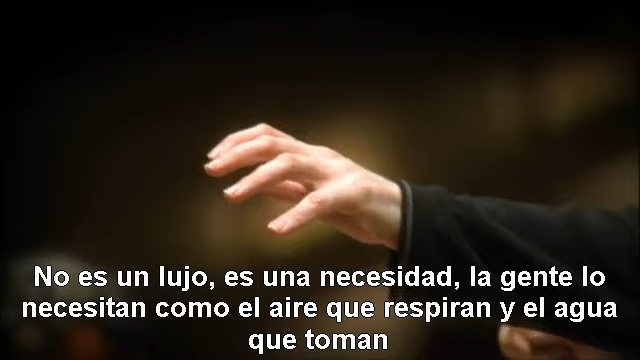 No es un lujo, es una necesidad, la gente lo
necesitan como el aire que respiran y el agua
que toman